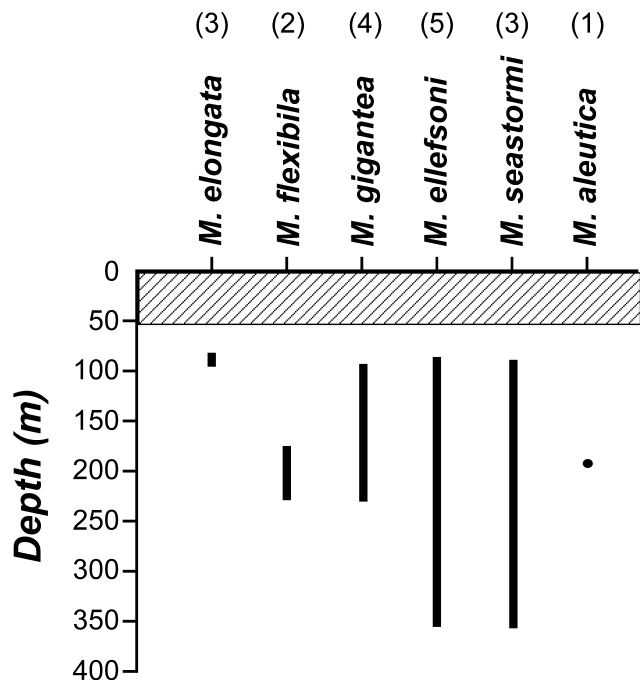 (3) (2) (4) (5) (3) (1)
M. elongata
M. flexibila
M. gigantea
M. ellefsoni
M. seastormi
M. aleutica
Depth (m)
0
50
100
150
200
250
300
350
400